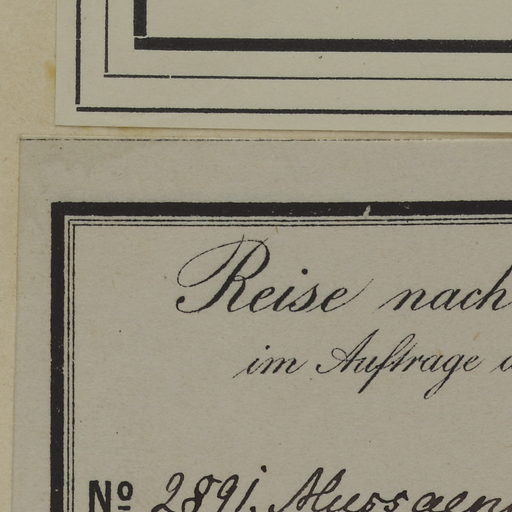 Reise nach
im Auftrage
Nº 2891.